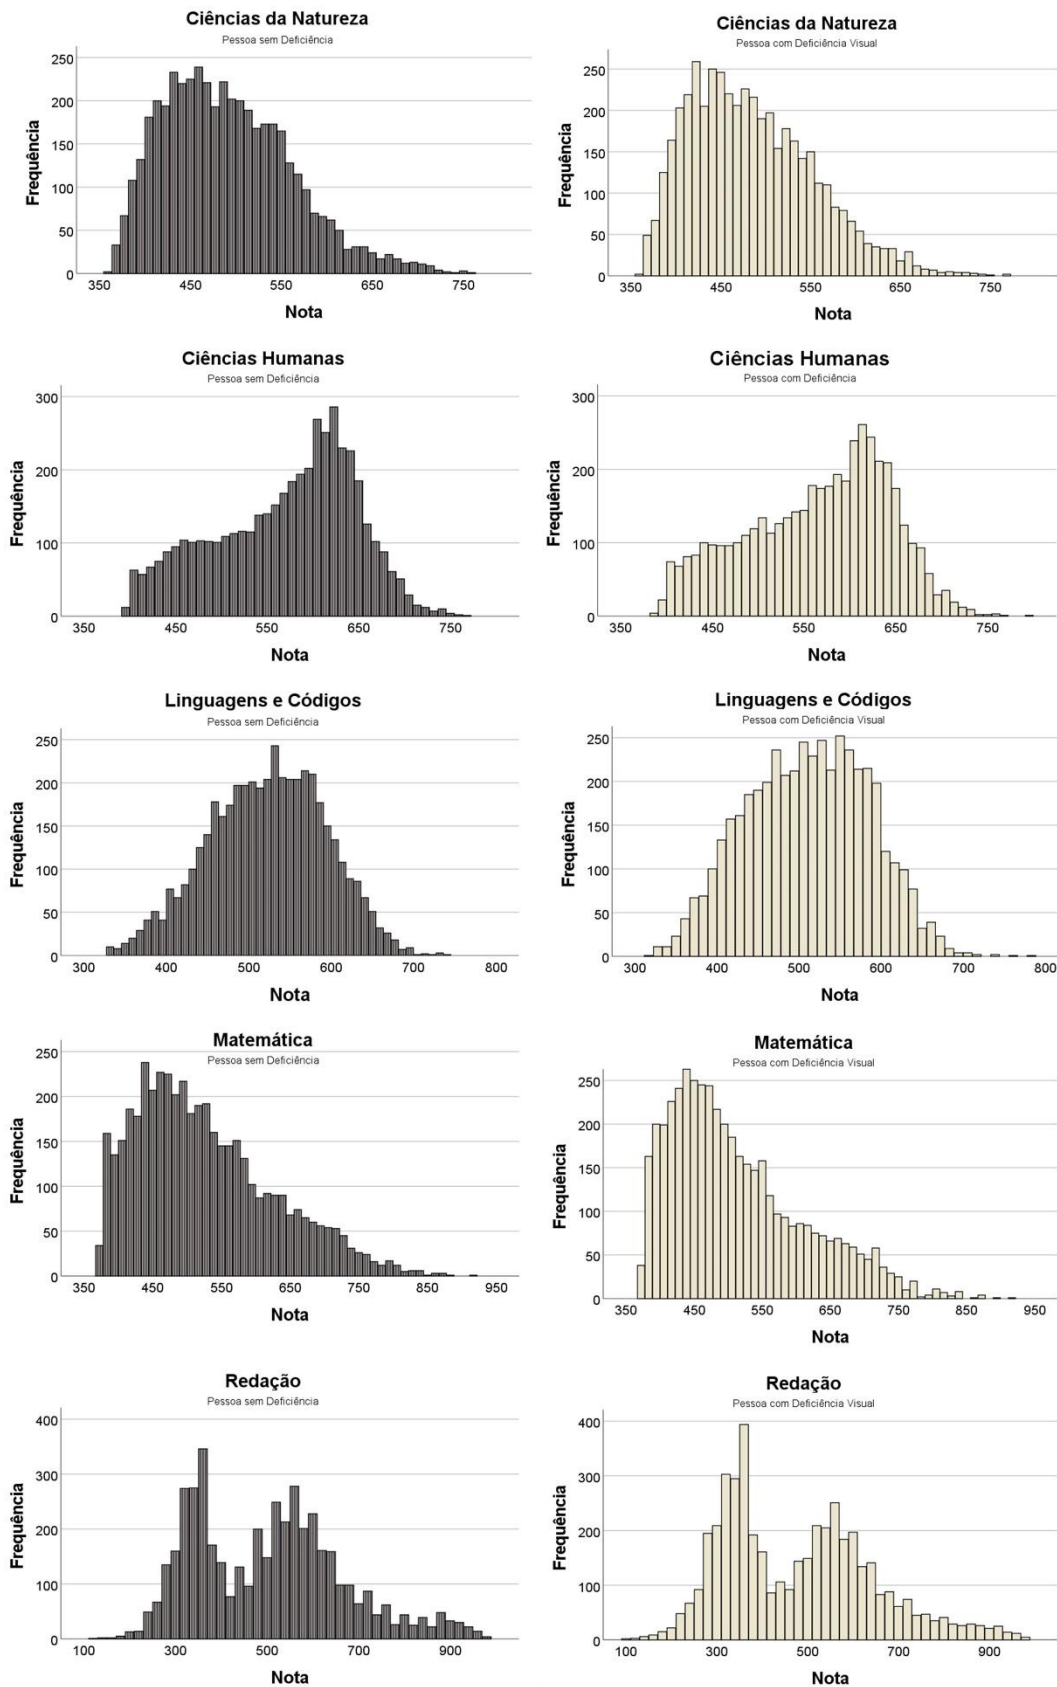 Ciências da Natureza
Pessoa sem Deficiência
250
200
150
100
50
0
Frequência
350 450 550 650 750
Nota
Ciências da Natureza
Pessoa com Deficiência Visual
250
200
150
100
50
0
Frequência
350 450 550 650 750
Nota
Ciências Humanas
Pessoa sem Deficiência
300
200
100
0
Frequência
350 450 550 650 750
Nota
Ciências Humanas
Pessoa com Deficiência
300
200
100
0
Frequência
350 450 550 650 750
Nota
Linguagens e Códigos
Pessoa sem Deficiência
250
200
150
100
50
0
Frequência
300 400 500 600 700 800
Nota
Linguagens e Códigos
Pessoa com Deficiência Visual
250
200
150
100
50
0
Frequência
300 400 500 600 700 800
Nota
Matemática
Pessoa sem Deficiência
250
200
150
100
50
0
Frequência
350 450 550 650 750 850 950
Nota
Matemática
Pessoa com Deficiência Visual
250
200
150
100
50
0
Frequência
350 450 550 650 750 850 950
Nota
Redação
Pessoa sem Deficiência
400
300
200
100
0
Frequência
100 300 500 700 900
Nota
Redação
Pessoa com Deficiência Visual
400
300
200
100
0
Frequência
100 300 500 700 900
Nota